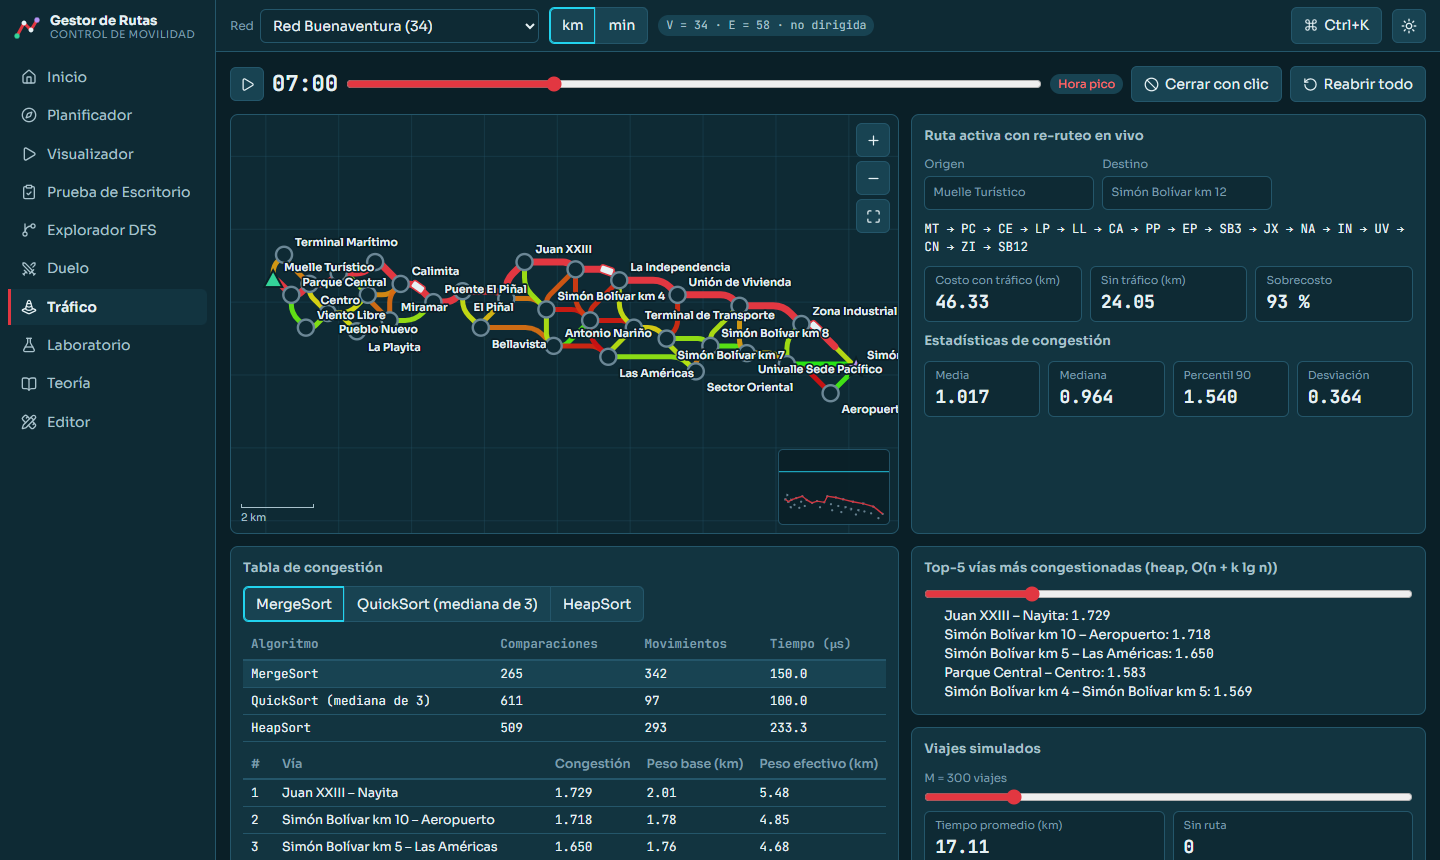 Gestor de Rutas
CONTROL DE MOVILIDAD
Inicio
Planificador
Visualizador
Prueba de Escritorio
Explorador DFS
Duelo
Tráfico
Laboratorio
Teoría
Editor
Red
Red Buenaventura (34)
km
min
V = 34 · E = 58 · no dirigida
⌘ Ctrl+K
07:00
Hora pico
Cerrar con clic
Reabrir todo
Terminal Marítimo
Muelle Turístico
Parque Central
Centro
Viento Libre
Pueblo Nuevo
La Playita
Calimita
Miramar
Puente El Piñal
El Piñal
Bellavista
Juan XXIII
La Independencia
Unión de Vivienda
Simón Bolívar km 4
Terminal de Transporte
Antonio Nariño
Zona Industrial
Simón Bolívar km 8
Simón Bolívar km 7
Simón
Univalle Sede Pacífico
Las Américas
Sector Oriental
Aeropuert
+
−
2 km
Ruta activa con re-ruteo en vivo
Origen
Destino
Muelle Turístico
Simón Bolívar km 12
MT → PC → CE → LP → LL → CA → PP → EP → SB3 → JX → NA → IN → UV →
CN → ZI → SB12
Costo con tráfico (km)
46.33
Sin tráfico (km)
24.05
Sobrecosto
93 %
Estadísticas de congestión
Media
1.017
Mediana
0.964
Percentil 90
1.540
Desviación
0.364
Tabla de congestión
MergeSort
QuickSort (mediana de 3)
HeapSort
Algoritmo Comparaciones Movimientos Tiempo (µs)
MergeSort 265 342 150.0
QuickSort (mediana de 3) 611 97 100.0
HeapSort 509 293 233.3
# Vía Congestión Peso base (km) Peso efectivo (km)
1 Juan XXIII – Nayita 1.729 2.01 5.48
2 Simón Bolívar km 10 – Aeropuerto 1.718 1.78 4.85
3 Simón Bolívar km 5 – Las Américas 1.650 1.76 4.68
Top-5 vías más congestionadas (heap, O(n + k lg n))
Juan XXIII – Nayita: 1.729
Simón Bolívar km 10 – Aeropuerto: 1.718
Simón Bolívar km 5 – Las Américas: 1.650
Parque Central – Centro: 1.583
Simón Bolívar km 4 – Simón Bolívar km 5: 1.569
Viajes simulados
M = 300 viajes
Tiempo promedio (km)
17.11
Sin ruta
0